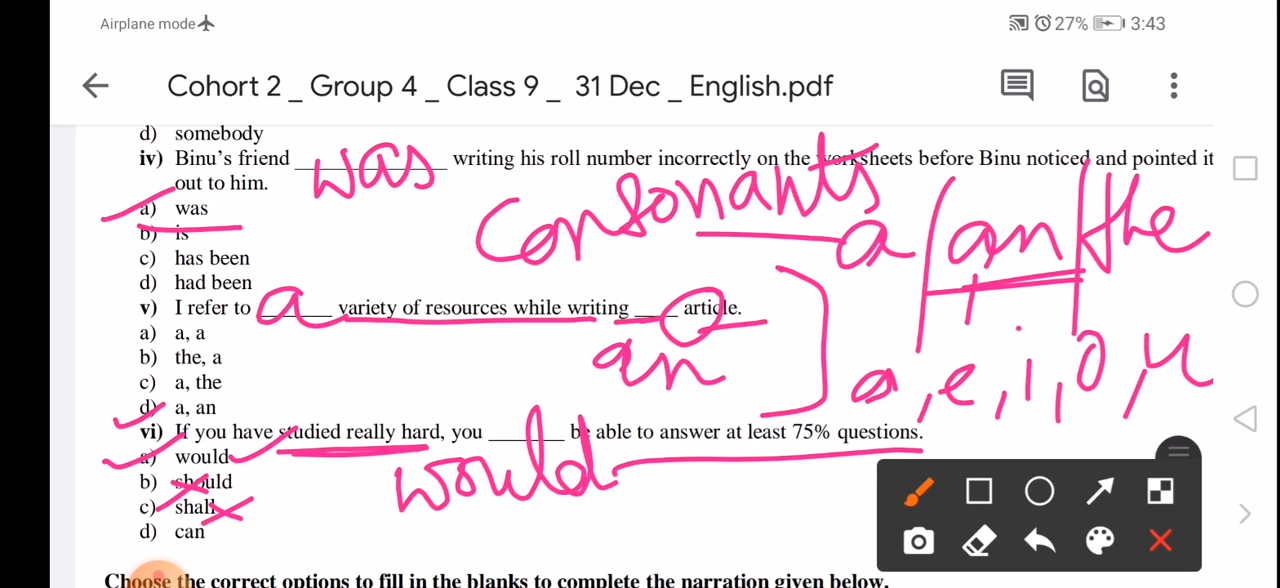 Airplane mode 27% 3:43
Cohort 2 _ Group 4 _ Class 9 _ 31 Dec _ English.pdf
d) somebody
iv) Binu's friend ______ was writing his roll number incorrectly on the worksheets before Binu noticed and pointed it
out to him.
a) was
b) is
c) has been
d) had been
consonants
a/an/the
v) I refer to a variety of resources while writing ____ article.
an
a) a, a
b) the, a
c) a, the
d) a, an
a, e, i, o, u
vi) If you have studied really hard, you ______ be able to answer at least 75% questions.
would
a) would
b) should
c) shall
d) can
Choose the correct options to fill in the blanks to complete the narration given below.